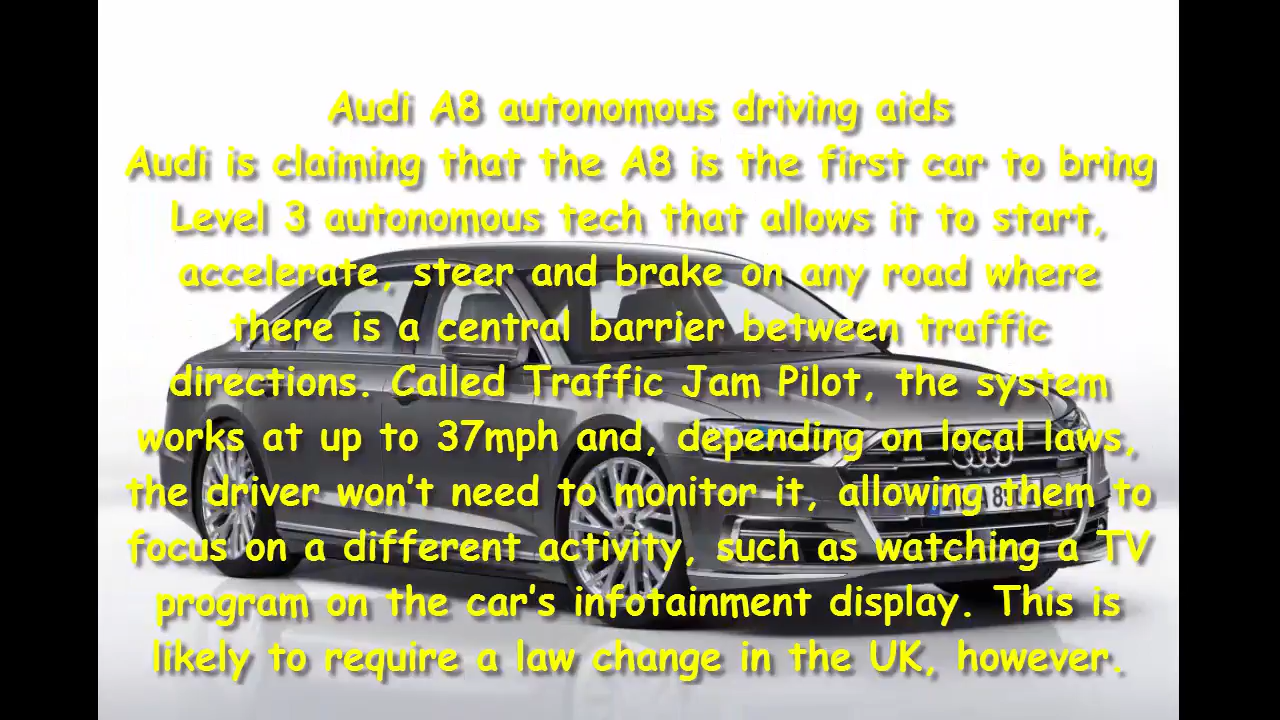 Audi A8 autonomous driving aids
Audi is claiming that the A8 is the first car to bring
Level 3 autonomous tech that allows it to start,
accelerate, steer and brake on any road where
there is a central barrier between traffic
directions. Called Traffic Jam Pilot, the system
works at up to 37mph and, depending on local laws,
the driver won't need to monitor it, allowing them to
focus on a different activity, such as watching a TV
program on the car's infotainment display. This is
likely to require a law change in the UK, however.